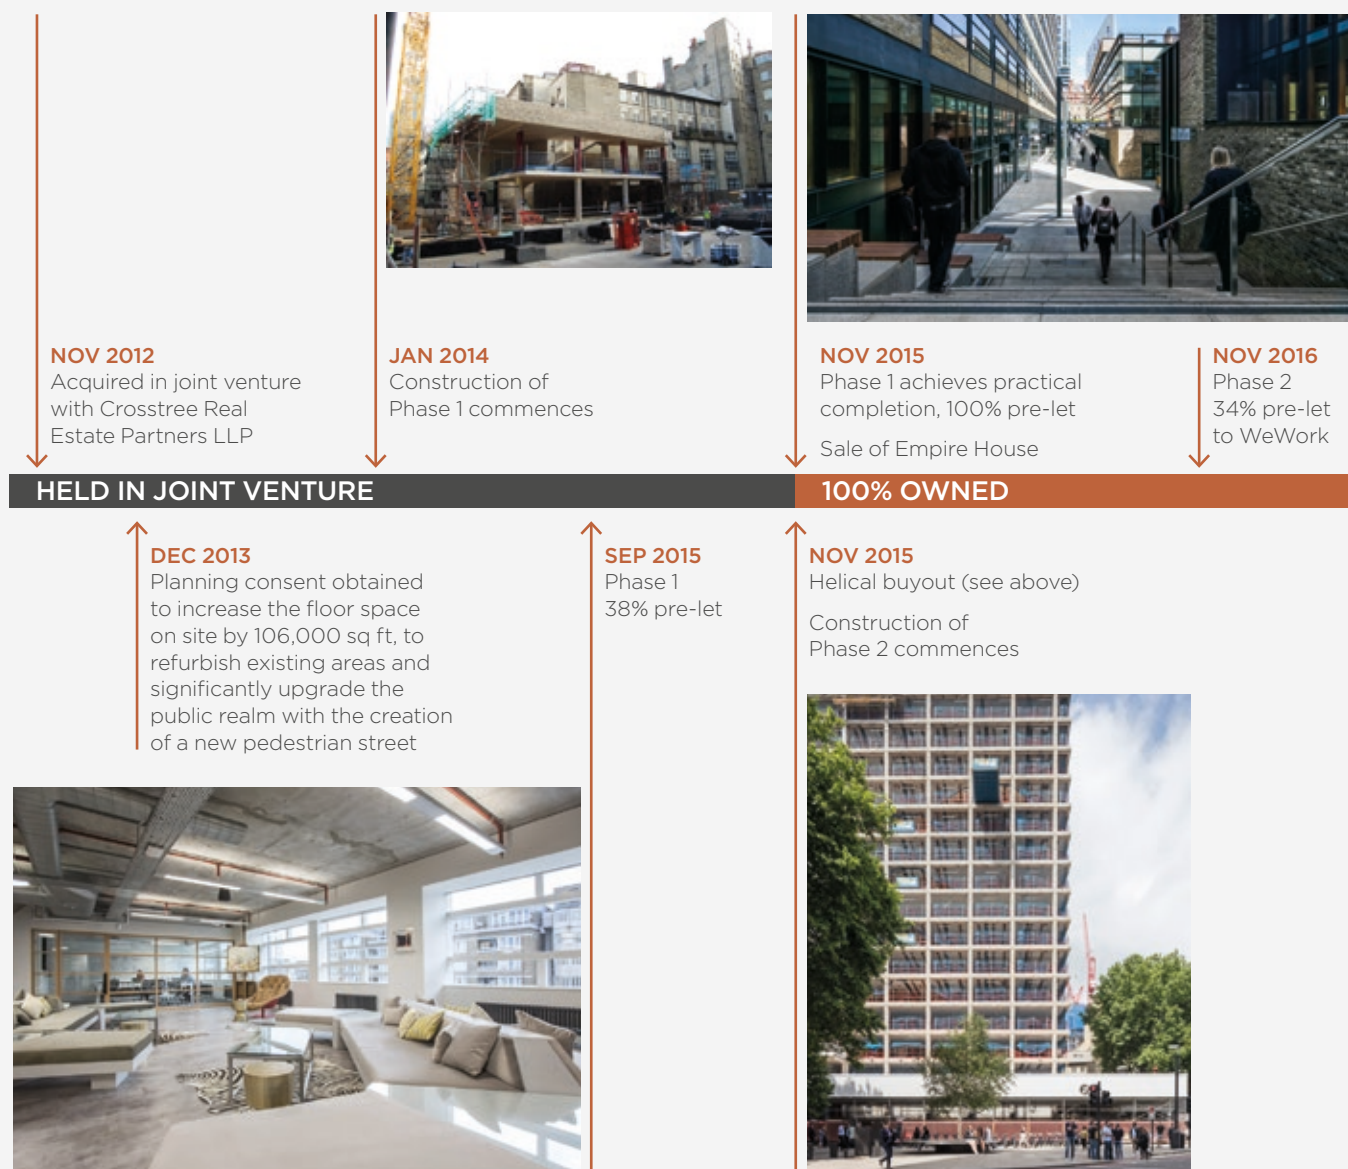 NOV 2012
Acquired in joint venture
with Crosstree Real
Estate Partners LLP
JAN 2014
Construction of
Phase 1 commences
NOV 2015
Phase 1 achieves practical
completion, 100% pre-let
Sale of Empire House
NOV 2016
Phase 2
34% pre-let
to WeWork
HELD IN JOINT VENTURE
100% OWNED
DEC 2013
Planning consent obtained
to increase the floor space
on site by 106,000 sq ft, to
refurbish existing areas and
significantly upgrade the
public realm with the creation
of a new pedestrian street
SEP 2015
Phase 1
38% pre-let
NOV 2015
Helical buyout (see above)
Construction of
Phase 2 commences